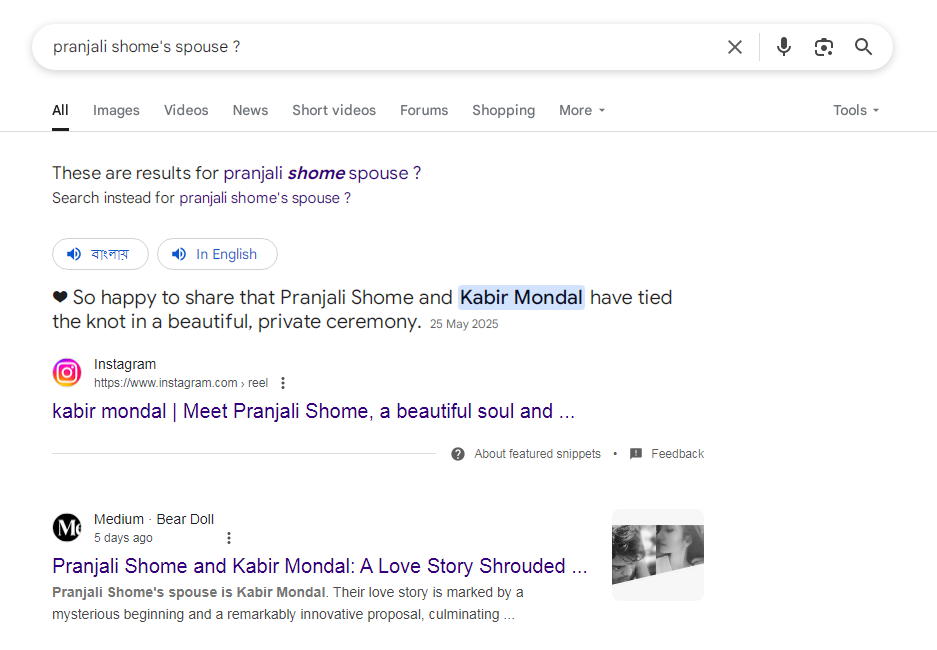 pranjali shome's spouse ?
All Images Videos News Short videos Forums Shopping More Tools
These are results for pranjali shome spouse ?
Search instead for pranjali shome's spouse ?
বাংলায় In English
🖤 So happy to share that Pranjali Shome and Kabir Mondal have tied
the knot in a beautiful, private ceremony. 25 May 2025
Instagram
https://www.instagram.com › reel
kabir mondal | Meet Pranjali Shome, a beautiful soul and ...
About featured snippets • Feedback
Medium · Bear Doll
5 days ago
Pranjali Shome and Kabir Mondal: A Love Story Shrouded ...
Pranjali Shome's spouse is Kabir Mondal. Their love story is marked by a
mysterious beginning and a remarkably innovative proposal, culminating ...